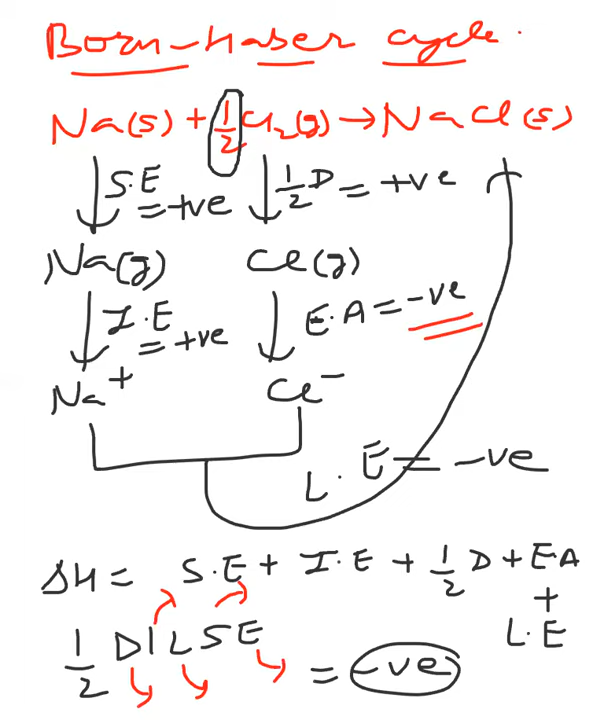 Born-Haber cycle.
Na(s) + 1/2 Cl2(g) → NaCl(s)
S.E = +ve 1/2 D = +ve
Na(g) Cl(g)
I.E = +ve E.A = -ve
Na+ Cl-
L.E = -ve
ΔH = S.E + I.E + 1/2 D + E.A + L.E
1/2 DILSE = -ve